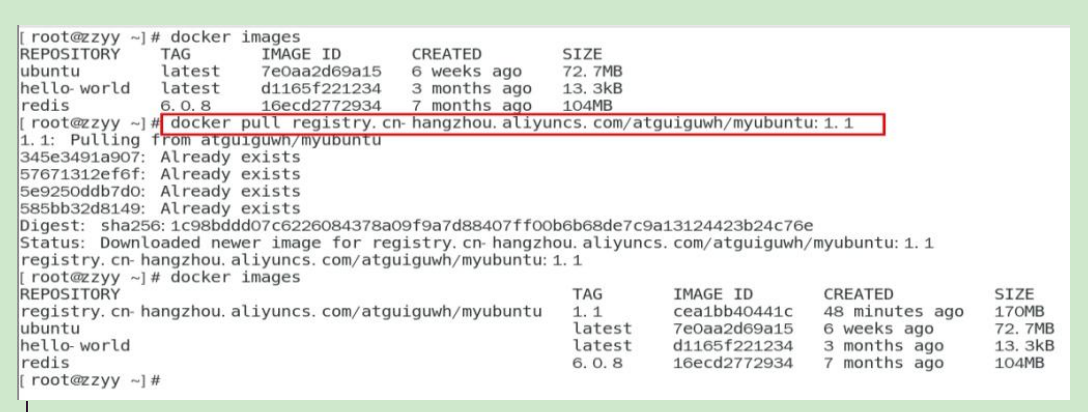 [root@zzyy ~]# docker images
REPOSITORY TAG IMAGE ID CREATED SIZE
ubuntu latest 7e0aa2d69a15 6 weeks ago 72.7MB
hello-world latest d1165f221234 3 months ago 13.3kB
redis 6.0.8 16ecd2772934 7 months ago 104MB
[root@zzyy ~]# docker pull registry.cn-hangzhou.aliyuncs.com/atguiguwh/myubuntu:1.1
1.1: Pulling from atguiguwh/myubuntu
345e3491a907: Already exists
57671312ef6f: Already exists
5e9250ddb7d0: Already exists
585bb32d8149: Already exists
Digest: sha256:1c98bddd07c6226084378a09f9a7d88407ff00b6b68de7c9a13124423b24c76e
Status: Downloaded newer image for registry.cn-hangzhou.aliyuncs.com/atguiguwh/myubuntu:1.1
registry.cn-hangzhou.aliyuncs.com/atguiguwh/myubuntu:1.1
[root@zzyy ~]# docker images
REPOSITORY TAG IMAGE ID CREATED SIZE
registry.cn-hangzhou.aliyuncs.com/atguiguwh/myubuntu 1.1 cea1bb40441c 48 minutes ago 170MB
ubuntu latest 7e0aa2d69a15 6 weeks ago 72.7MB
hello-world latest d1165f221234 3 months ago 13.3kB
redis 6.0.8 16ecd2772934 7 months ago 104MB
[root@zzyy ~]#